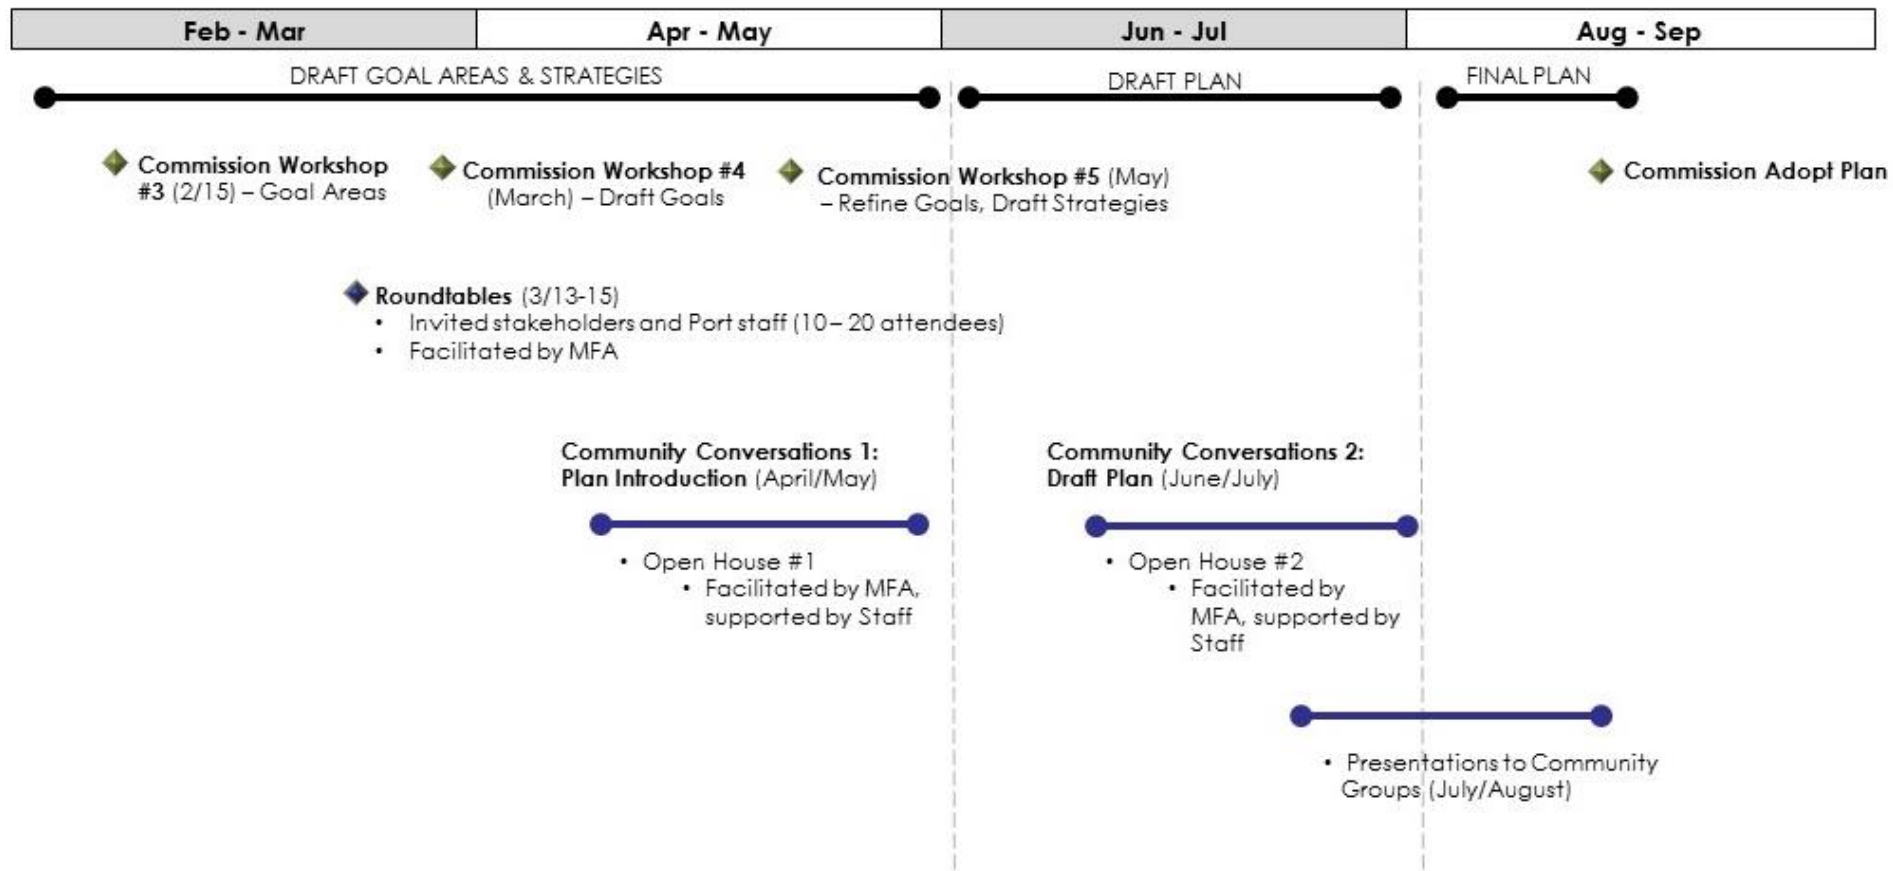 Feb - Mar
Apr - May
Jun - Jul
Aug - Sep
DRAFT GOAL AREAS & STRATEGIES
DRAFT PLAN
FINAL PLAN
Commission Workshop
#3 (2/15) – Goal Areas
Commission Workshop #4
(March) – Draft Goals
Commission Workshop #5 (May)
– Refine Goals, Draft Strategies
Commission Adopt Plan
Roundtables (3/13-15)
• Invited stakeholders and Port staff (10 – 20 attendees)
• Facilitated by MFA
Community Conversations 1:
Plan Introduction (April/May)
• Open House #1
• Facilitated by MFA,
supported by Staff
Community Conversations 2:
Draft Plan (June/July)
• Open House #2
• Facilitated by
MFA, supported by
Staff
• Presentations to Community
Groups (July/August)